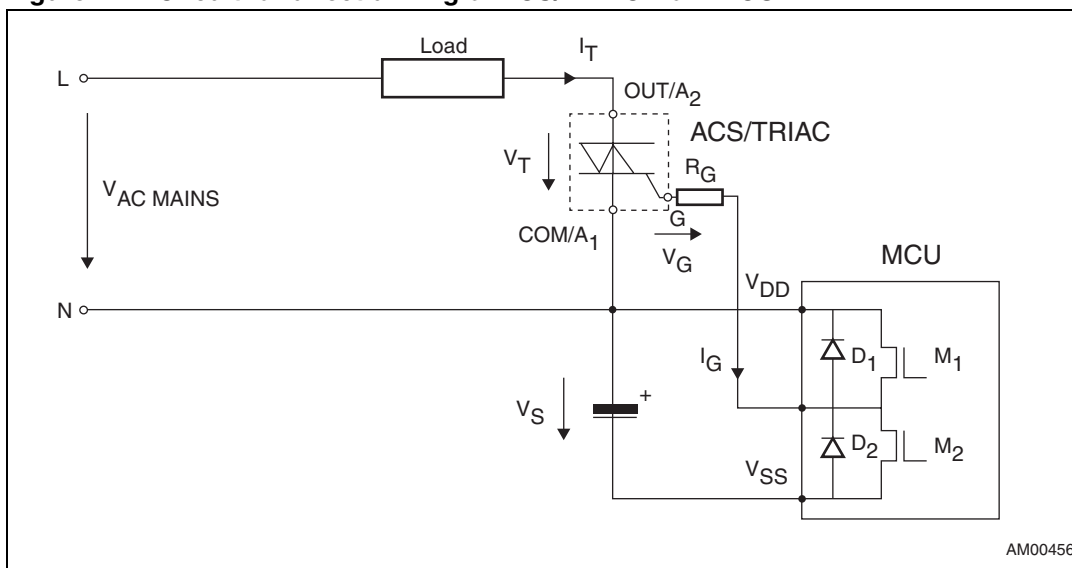 Load
I_T
L
OUT/A_2
ACS/TRIAC
V_T
R_G
V_AC MAINS
G
COM/A_1
V_G
MCU
V_DD
N
D_1
M_1
I_G
V_S
+
D_2
M_2
V_SS
AM00456